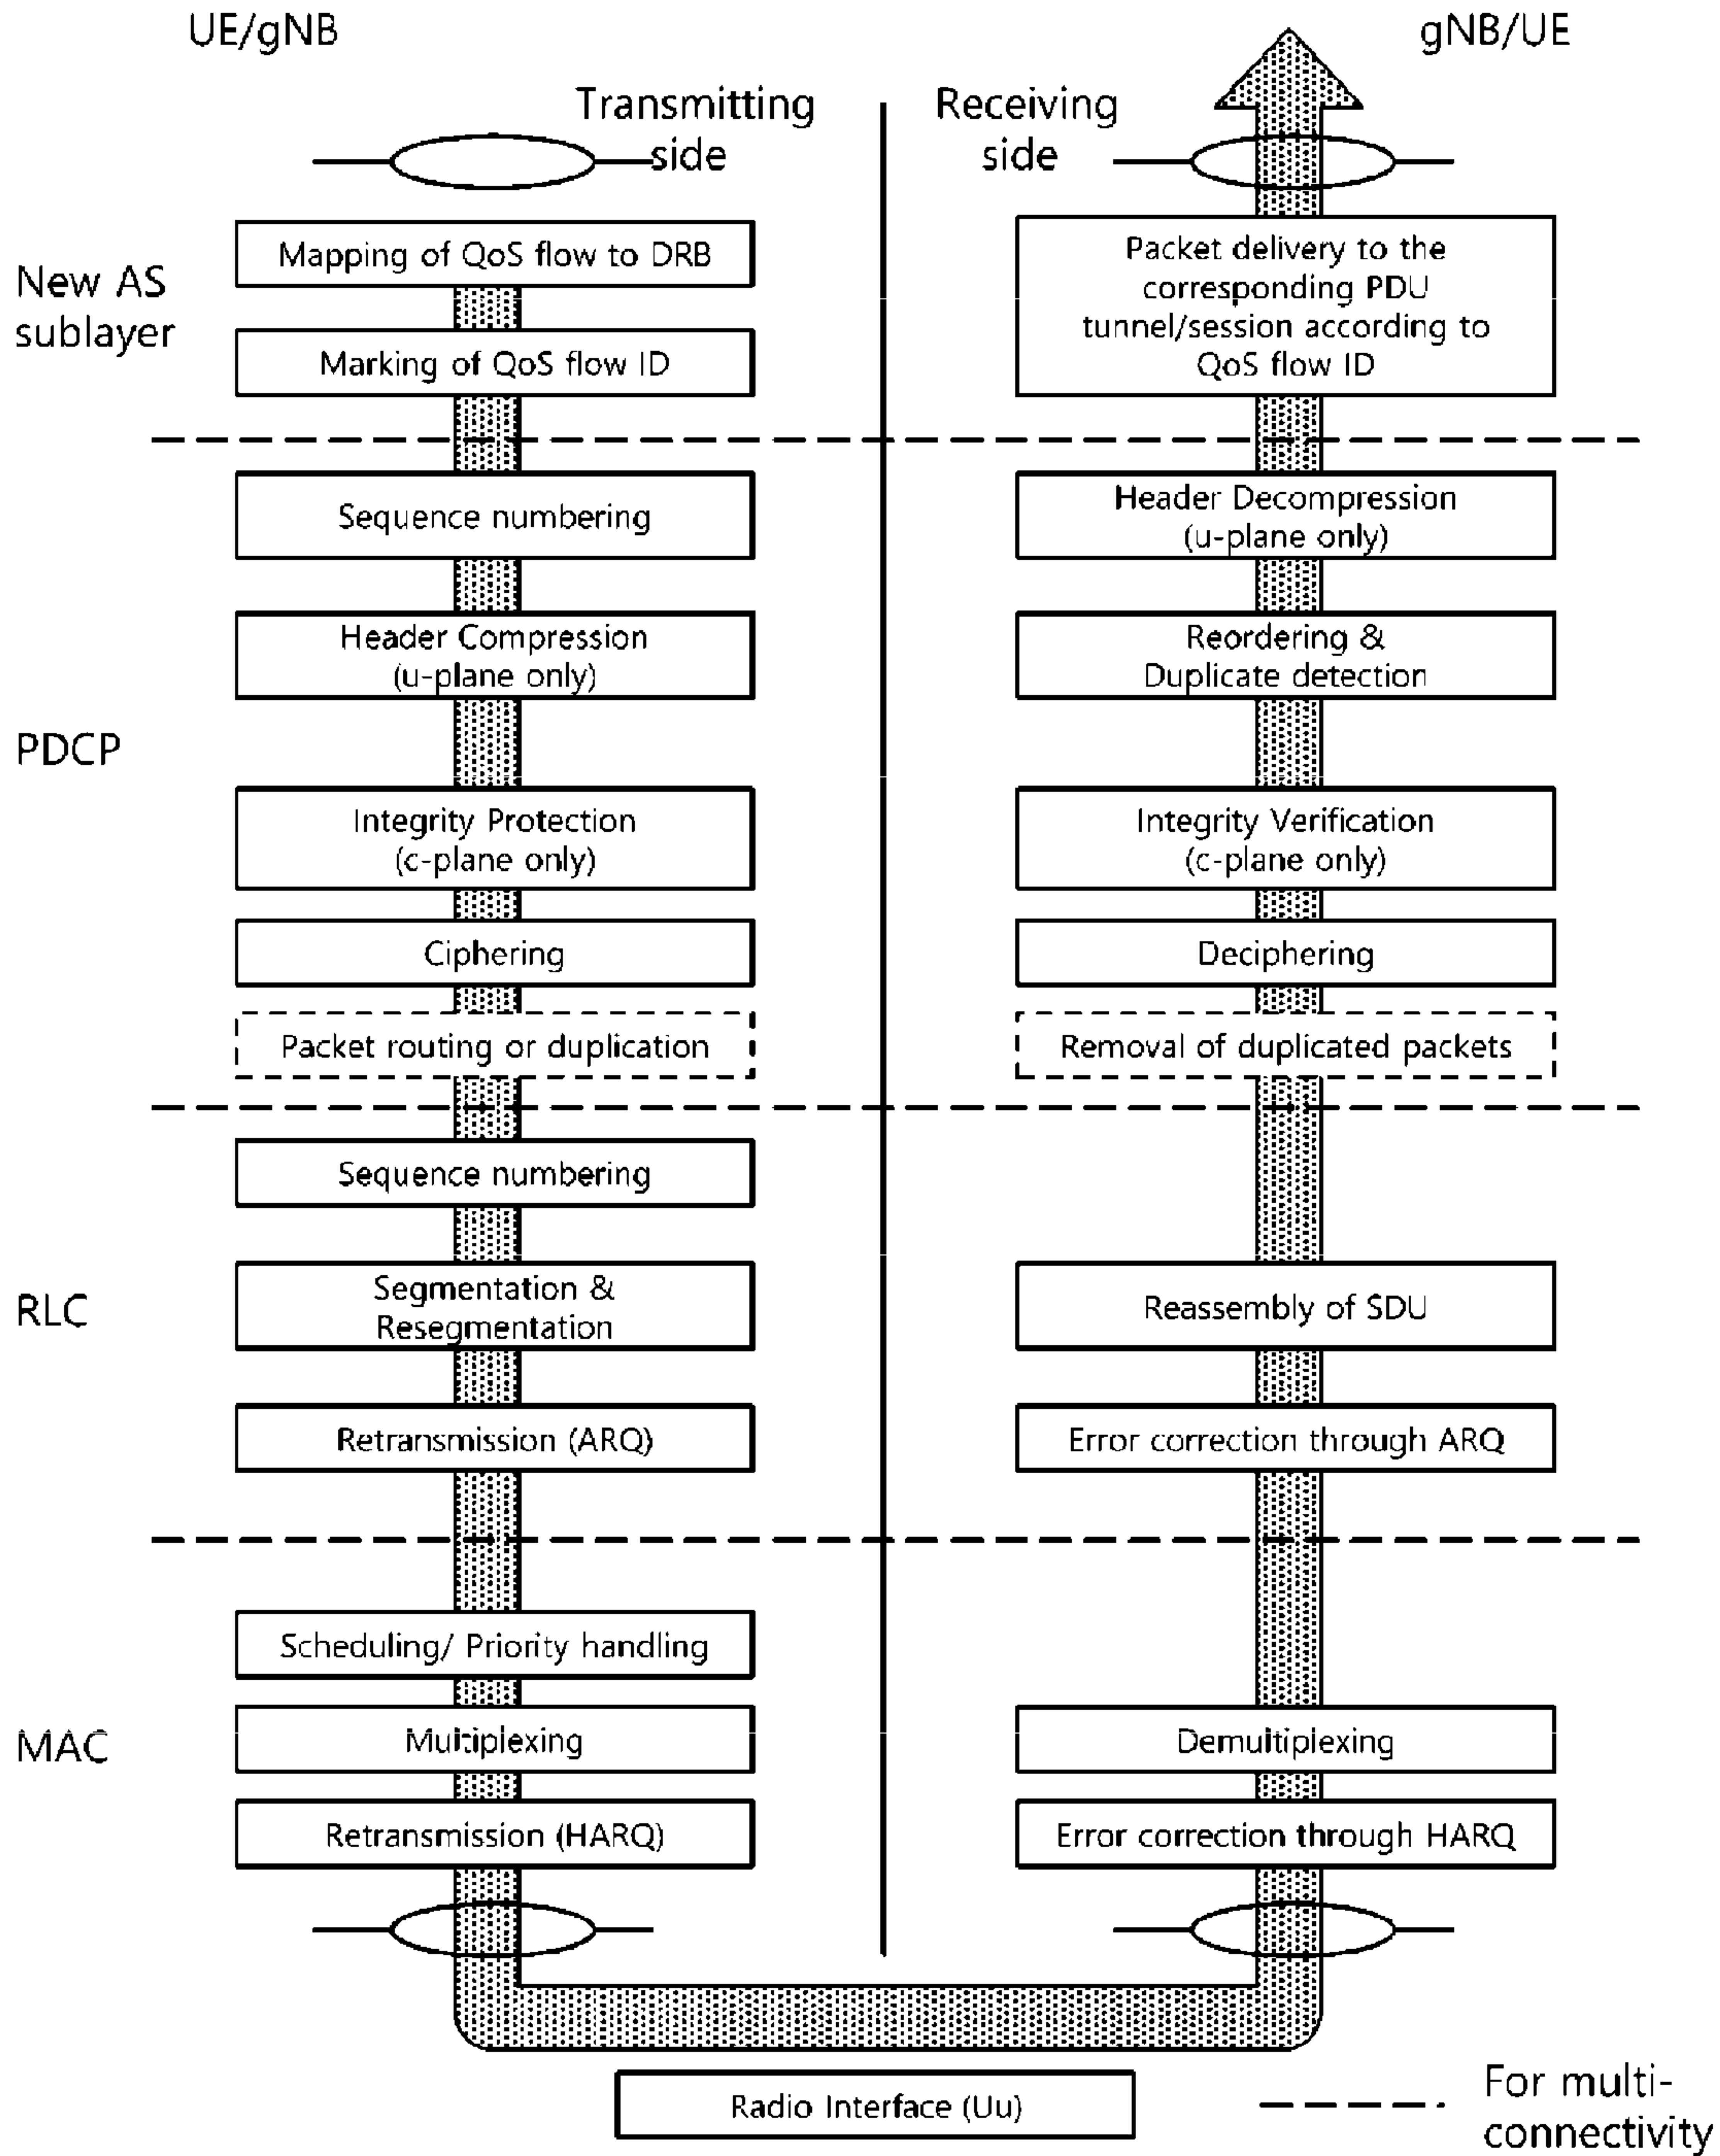 UE/gNB
gNB/UE
Transmitting
side
Receiving
side
New AS
sublayer
Mapping of QoS flow to DRB
Marking of QoS flow ID
Packet delivery to the
corresponding PDU
tunnel/session according to
QoS flow ID
PDCP
Sequence numbering
Header Compression
(u-plane only)
Integrity Protection
(c-plane only)
Ciphering
Packet routing or duplication
Header Decompression
(u-plane only)
Reordering &
Duplicate detection
Integrity Verification
(c-plane only)
Deciphering
Removal of duplicated packets
RLC
Sequence numbering
Segmentation &
Resegmentation
Retransmission (ARQ)
Reassembly of SDU
Error correction through ARQ
MAC
Scheduling/ Priority handling
Multiplexing
Retransmission (HARQ)
Demultiplexing
Error correction through HARQ
Radio Interface (Uu)
For multi-
connectivity